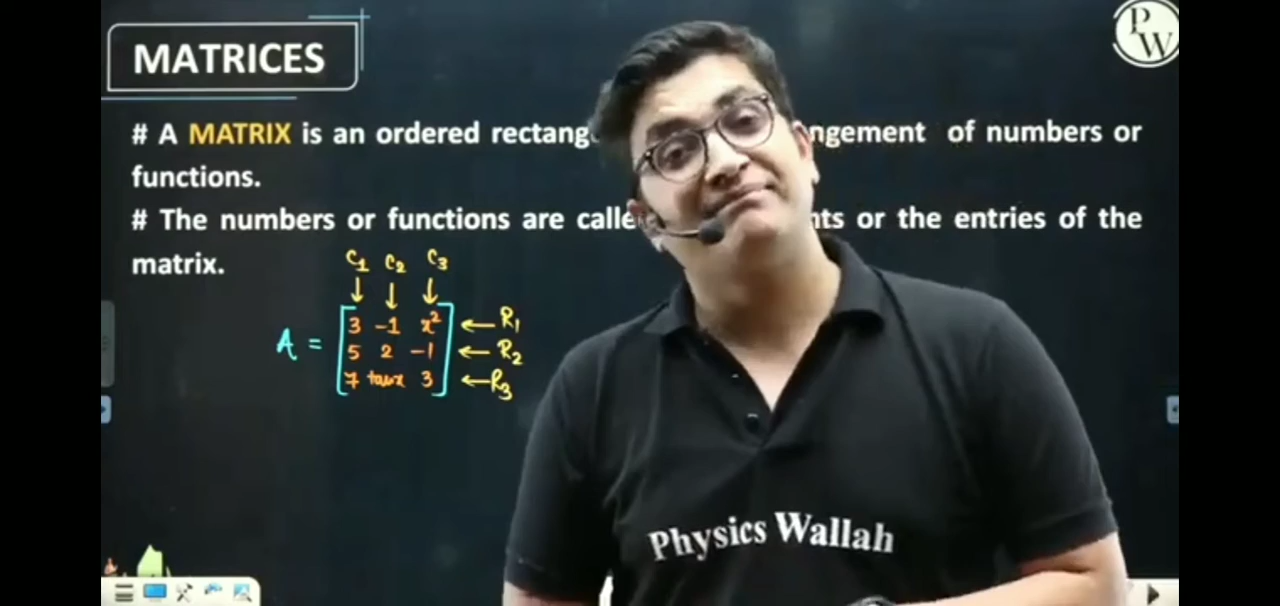 MATRICES
PW
# A MATRIX is an ordered rectang ngement of numbers or
functions.
# The numbers or functions are calle nts or the entries of the
matrix.
C1 C2 C3
A = [3 -1 x² ← R1
5 2 -1 ← R2
7 tanx 3] ← R3
Physics Wallah